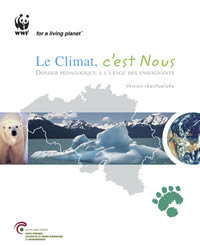 for a living planet®
WWF
Le Climat, c'est Nous
DOSSIER PÉDAGOGIQUE À L'USAGE DES ENSEIGNANTS
Version réactualisée